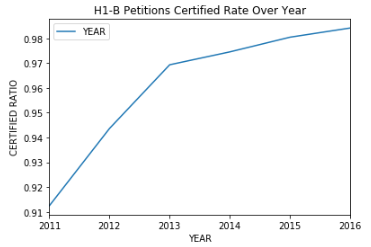 H1-B Petitions Certified Rate Over Year
YEAR
0.98
0.97
0.96
0.95
0.94
0.93
0.92
0.91
CERTIFIED RATIO
2011 2012 2013 2014 2015 2016
YEAR